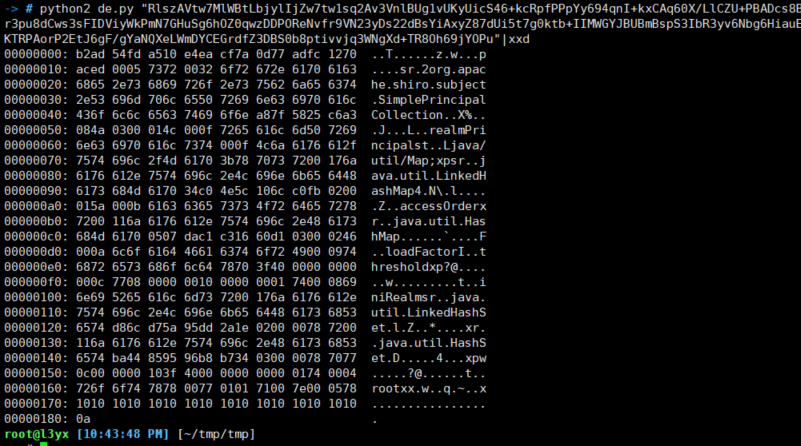 -> # python2 de.py "RlszAVtw7MlWBtLbjylIjZw7tw1sq2Av3VnlBUg1vUKyUicS46+kcRpfPPpYy694qnI+kxCAq60X/LlCZU+PBADcs8B
r3pu8dCws3sFIDViyWkPmN7GHuSg6hOZ0qwzDDPOReNvfr9VN23yDs22dBsYiAxyZ87dUi5t7g0ktb+IIMWGYJBUBmBspS3IbR3yv6Nbg6HiauE
KTRPAorP2EtJ6gF/gYaNQXeLWmDYCEGrdfZ3DBS0b8ptivvjq3WNgXd+TR8Oh69jYOPu"|xxd
00000000: b2ad 54fd a510 e4ea cf7a 0d77 adfc 1270  ..T......z.w...p
00000010: aced 0005 7372 0032 6f72 672e 6170 6163  ....sr.2org.apac
00000020: 6865 2e73 6869 726f 2e73 7562 6a65 6374  he.shiro.subject
00000030: 2e53 696d 706c 6550 7269 6e63 6970 616c  .SimplePrincipal
00000040: 436f 6c6c 6563 7469 6f6e a87f 5825 c6a3  Collection..X%..
00000050: 084a 0300 014c 000f 7265 616c 6d50 7269  .J...L..realmPri
00000060: 6e63 6970 616c 7374 000f 4c6a 6176 612f  ncipalst..Ljava/
00000070: 7574 696c 2f4d 6170 3b78 7073 7200 176a  util/Map;xpsr..j
00000080: 6176 612e 7574 696c 2e4c 696e 6b65 6448  ava.util.LinkedH
00000090: 6173 684d 6170 34c0 4e5c 106c c0fb 0200  ashMap4.N\.l....
000000a0: 015a 000b 6163 6365 7373 4f72 6465 7278  .Z..accessOrderx
000000b0: 7200 116a 6176 612e 7574 696c 2e48 6173  r..java.util.Has
000000c0: 684d 6170 0507 dac1 c316 60d1 0300 0246  hMap......`....F
000000d0: 000a 6c6f 6164 4661 6374 6f72 4900 0974  ..loadFactorI..t
000000e0: 6872 6573 686f 6c64 7870 3f40 0000 0000  hresholdxp?@....
000000f0: 000c 7708 0000 0010 0000 0001 7400 0869  ..w.........t..i
00000100: 6e69 5265 616c 6d73 7200 176a 6176 612e  niRealmsr..java.
00000110: 7574 696c 2e4c 696e 6b65 6448 6173 6853  util.LinkedHashS
00000120: 6574 d86c d75a 95dd 2a1e 0200 0078 7200  et.l.Z..*....xr.
00000130: 116a 6176 612e 7574 696c 2e48 6173 6853  .java.util.HashS
00000140: 6574 ba44 8595 96b8 b734 0300 0078 7077  et.D.....4...xpw
00000150: 0c00 0000 103f 4000 0000 0000 0174 0004  .....?@......t..
00000160: 726f 6f74 7878 0077 0101 7100 7e00 0578  rootxx.w..q.~..x
00000170: 1010 1010 1010 1010 1010 1010 1010 1010  ................
00000180: 0a                                       .
root@l3yx [10:43:48 PM] [~/tmp/tmp]